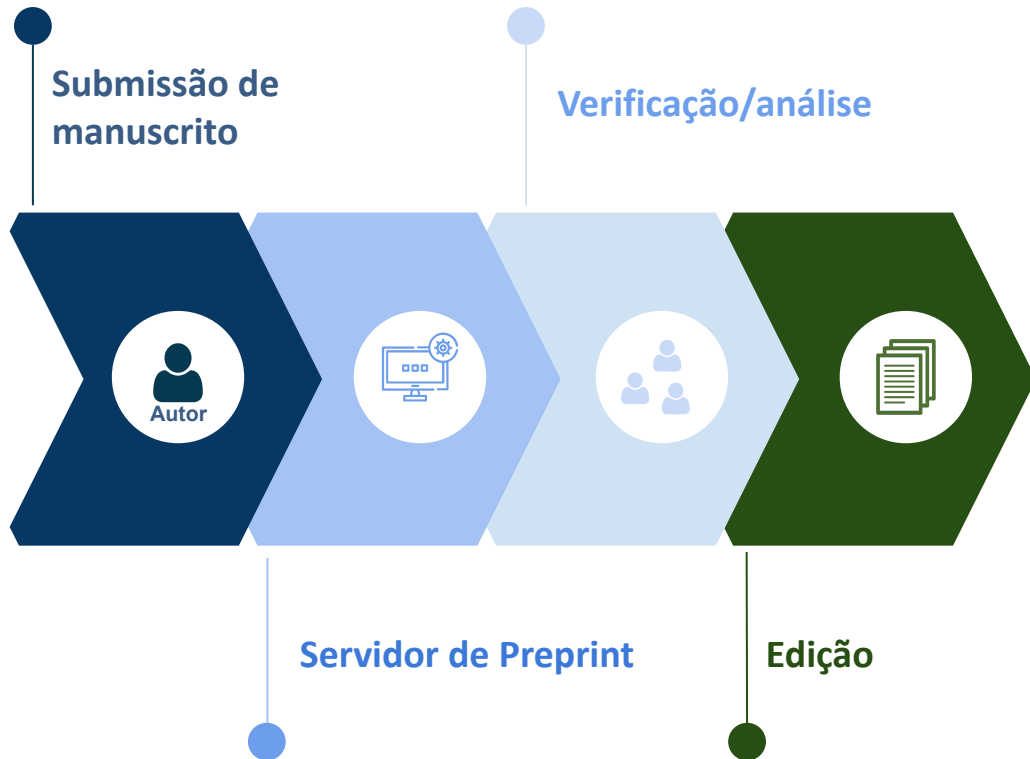 Submissão de
manuscrito
Verificação/análise
Autor
Servidor de Preprint
Edição